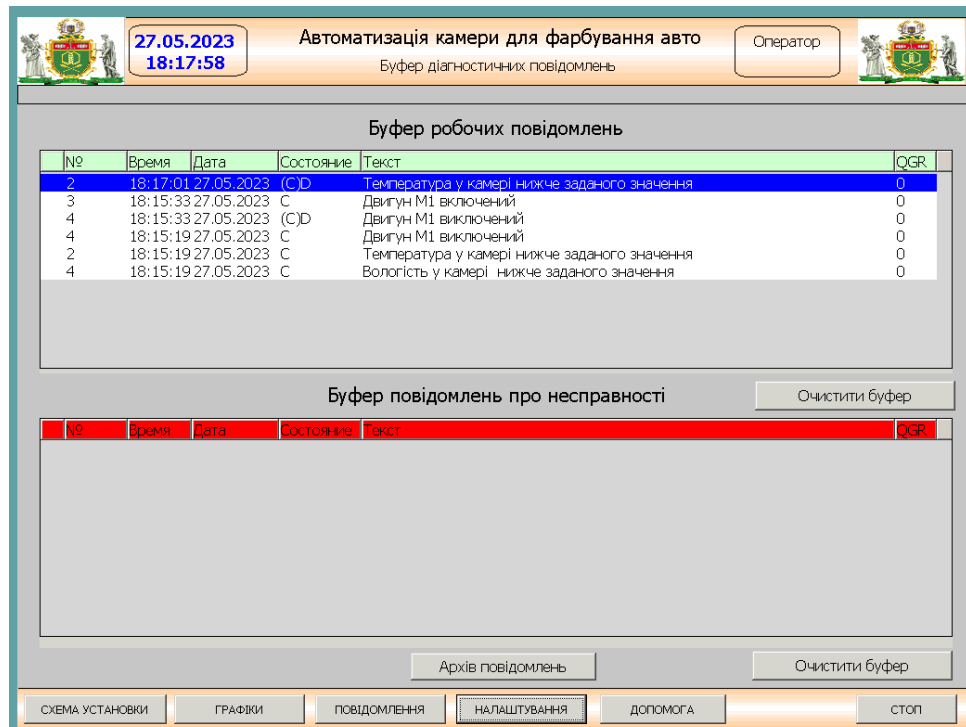 27.05.2023
18:17:58
Автоматизація камери для фарбування авто
Буфер діагностичних повідомлень
Оператор
Буфер робочих повідомлень
№ Время Дата Состояние Текст QGR
2 18:17:01 27.05.2023 (C)D Температура у камері нижче заданого значення 0
3 18:15:33 27.05.2023 C Двигун М1 включений 0
4 18:15:33 27.05.2023 (C)D Двигун М1 виключений 0
4 18:15:19 27.05.2023 C Двигун М1 виключений 0
2 18:15:19 27.05.2023 C Температура у камері нижче заданого значення 0
4 18:15:19 27.05.2023 C Вологість у камері нижче заданого значення 0
Буфер повідомлень про несправності
Очистити буфер
№ Время Дата Состояние Текст QGR
Архів повідомлень
Очистити буфер
СХЕМА УСТАНОВКИ ГРАФІКИ ПОВІДОМЛЕННЯ НАЛАШТУВАННЯ ДОПОМОГА СТОП